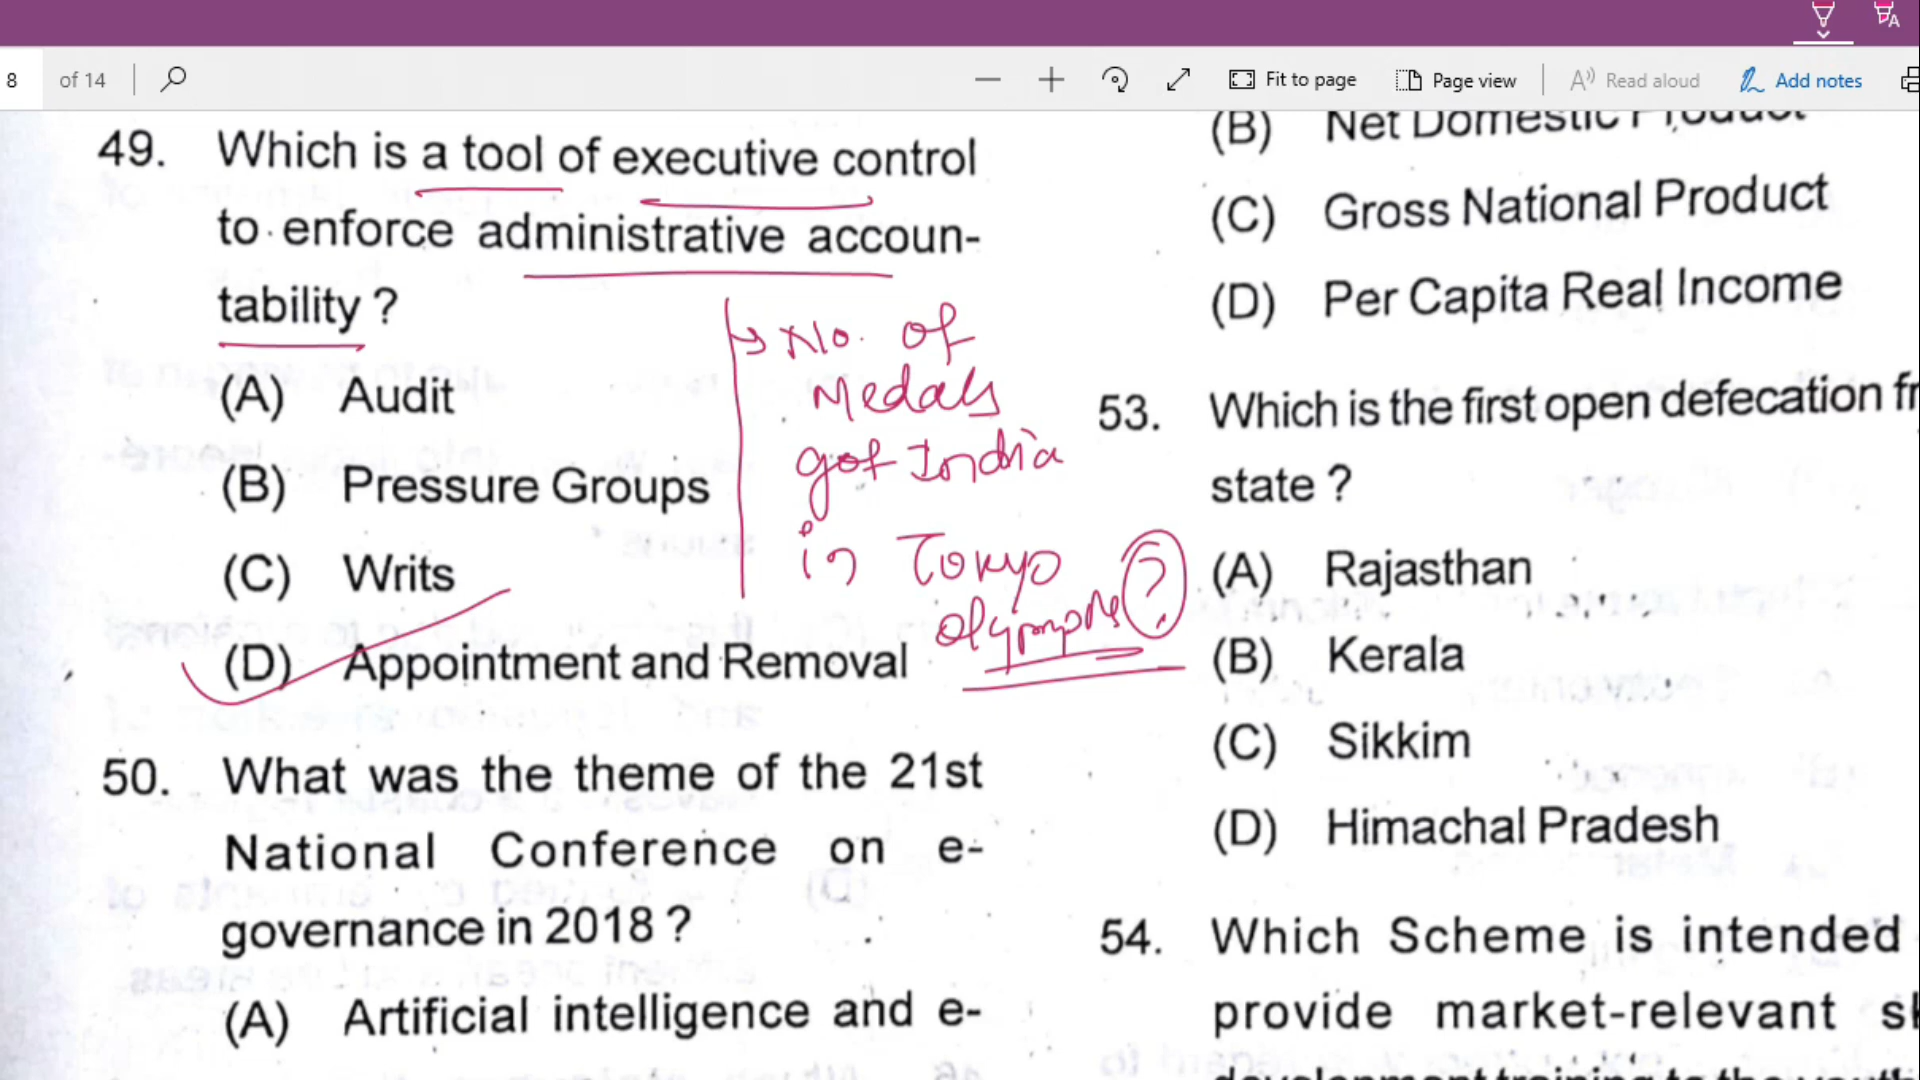 8 of 14 Fit to page Page view Read aloud Add notes
49. Which is a tool of executive control
to enforce administrative accoun-
tability ?
(A) Audit
(B) Pressure Groups
(C) Writs
(D) Appointment and Removal
→ No. of
Medals
got India
in Tokyo
?
50. What was the theme of the 21st
National Conference on e-
governance in 2018 ?
(A) Artificial intelligence and e-
(B) Net Domestic Product
(C) Gross National Product
(D) Per Capita Real Income
53. Which is the first open defecation
state ?
(A) Rajasthan
(B) Kerala
(C) Sikkim
(D) Himachal Pradesh
54. Which Scheme is intended
provide market-relevant